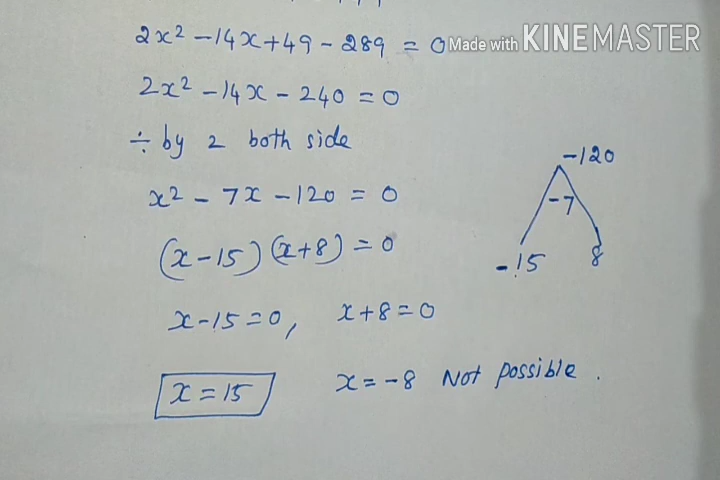 2x² - 14x + 49 - 289 = 0
Made with KINEMASTER
2x² - 14x - 240 = 0
÷ by 2 both side
x² - 7x - 120 = 0
(x - 15) (x + 8) = 0
x - 15 = 0, x + 8 = 0
x = 15 x = -8 Not possible.
-120
-7
-15 8